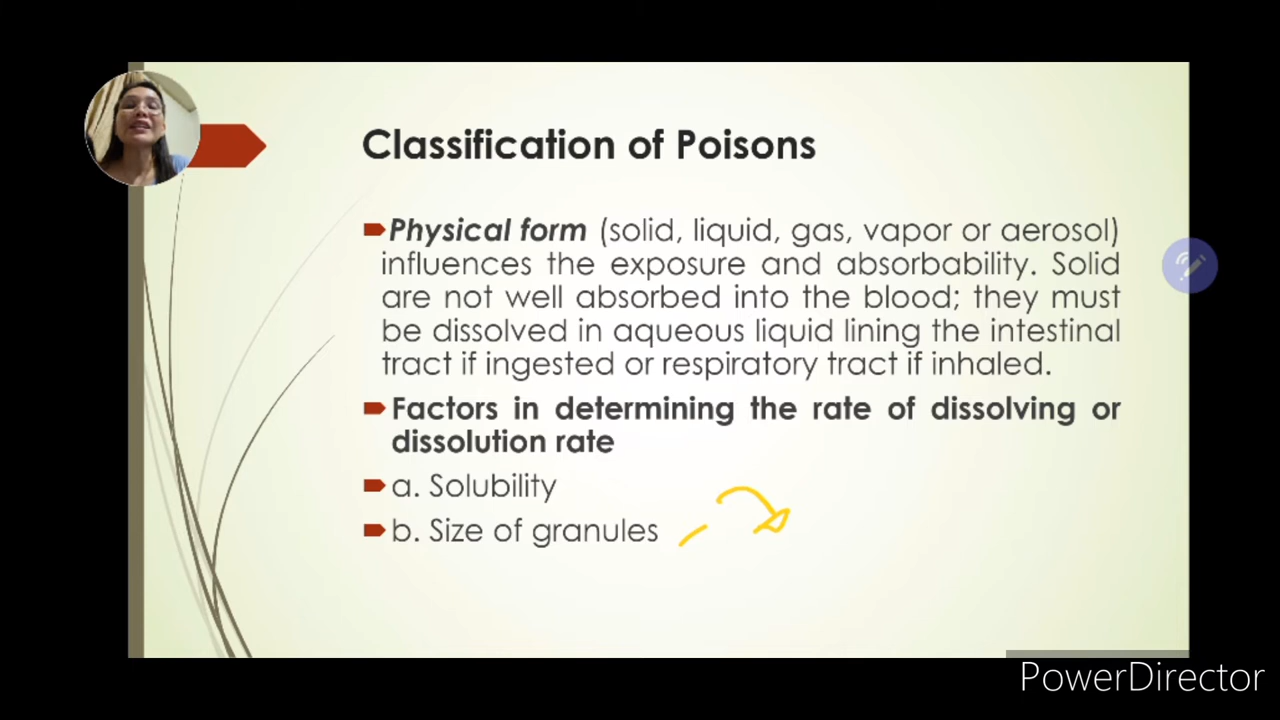 Classification of Poisons
Physical form (solid, liquid, gas, vapor or aerosol)
influences the exposure and absorbability. Solid
are not well absorbed into the blood; they must
be dissolved in aqueous liquid lining the intestinal
tract if ingested or respiratory tract if inhaled.
Factors in determining the rate of dissolving or
dissolution rate
a. Solubility
b. Size of granules
PowerDirector